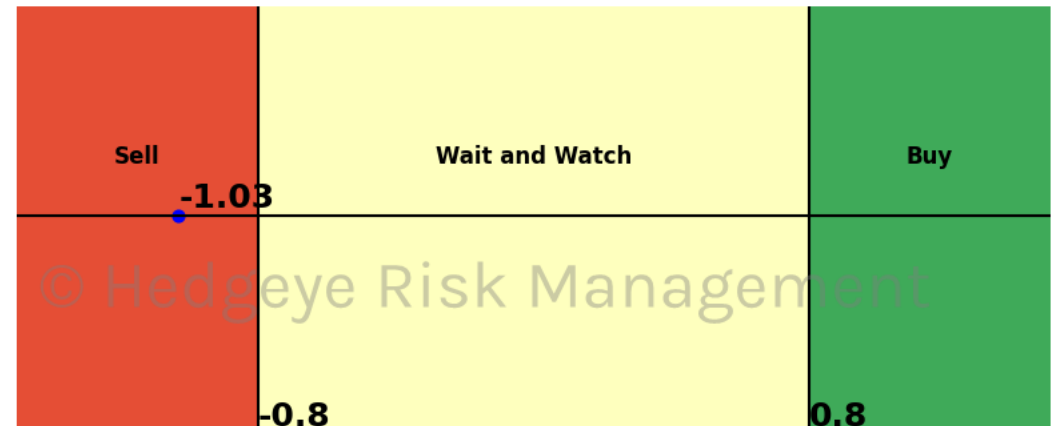 Sell
Wait and Watch
Buy
-1.03
© Hedgeye Risk Management
-0.8
0.8